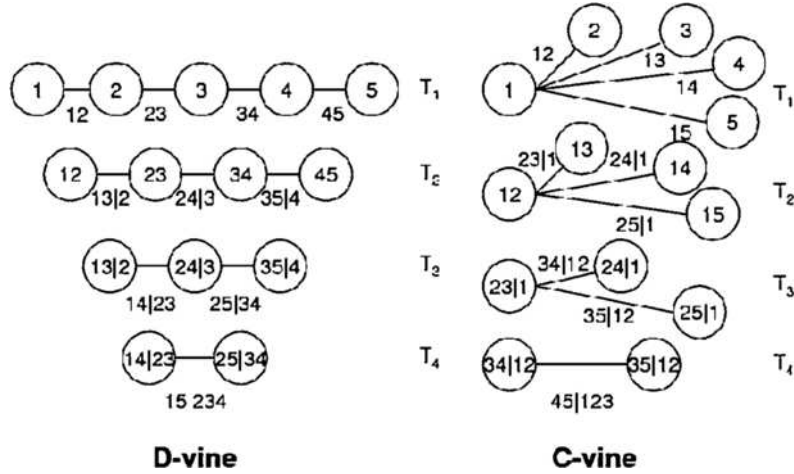 1 2 3 4 5 T1
12 23 34 45
12 23 34 45 T2
13|2 24|3 35|4
13|2 24|3 35|4 T2
14|23 25|34
14|23 25|34 T4
15 234
D-vine
1 2 3 4 5 T1
12 13 14 15
12 13 14 15 T2
23|1 24|1 25|1
23|1 24|1 25|1 T3
34|12 35|12
34|12 35|12 T4
45|123
C-vine